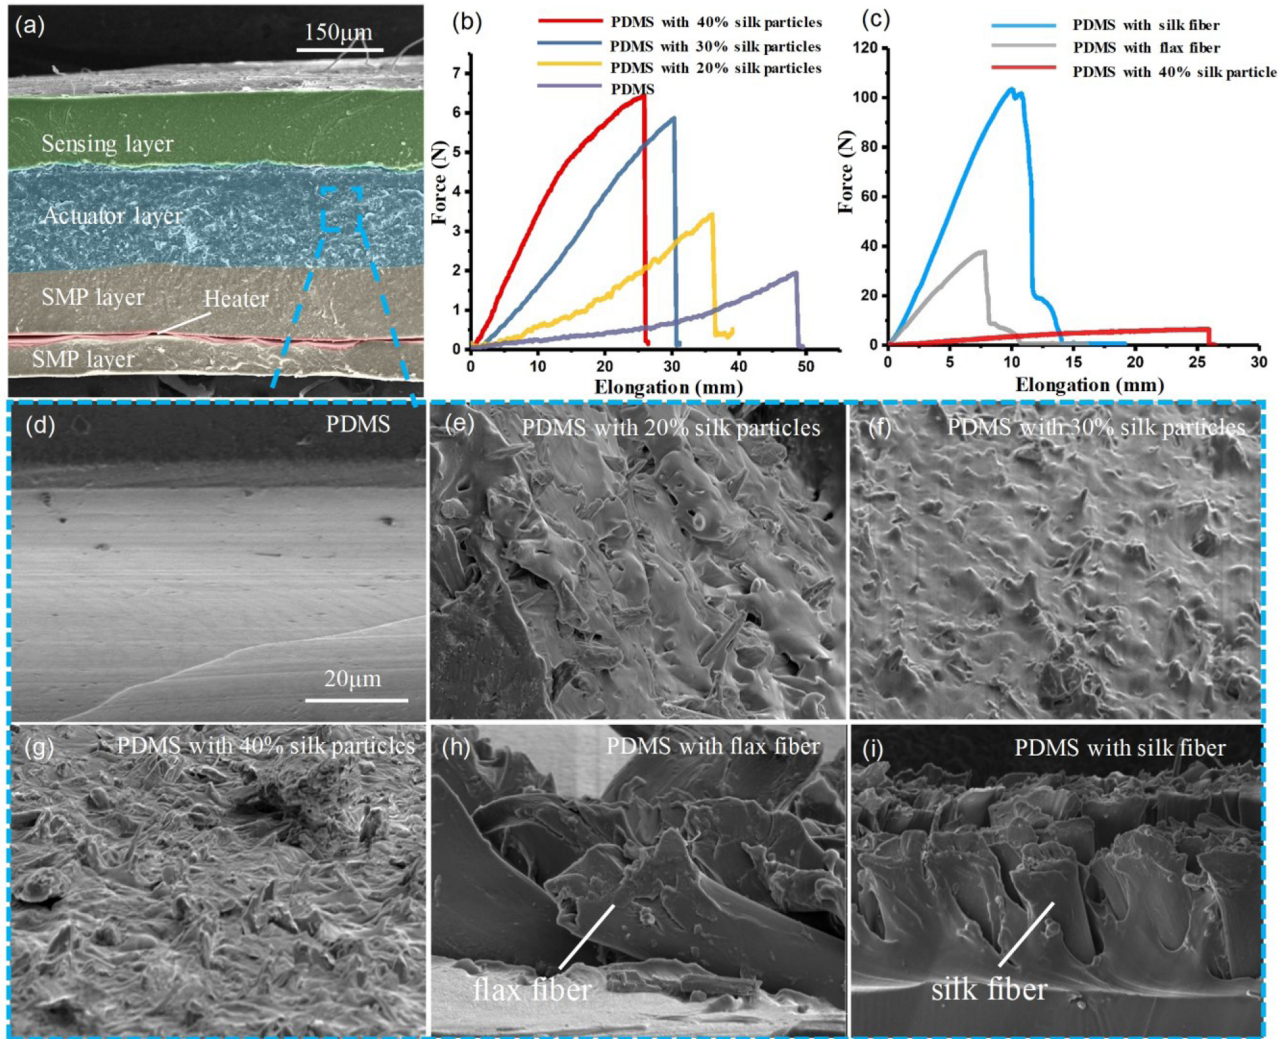 (a)
150μm
Sensing layer
Actuator layer
SMP layer
Heater
SMP layer
(b)
PDMS with 40% silk particles
PDMS with 30% silk particles
PDMS with 20% silk particles
PDMS
7
6
5
4
3
2
1
0
Force (N)
0 10 20 30 40 50
Elongation (mm)
(c)
PDMS with silk fiber
PDMS with flax fiber
PDMS with 40% silk particle
120
100
80
60
40
20
0
Force (N)
0 5 10 15 20 25 30
Elongation (mm)
(d)
PDMS
20μm
(e)
PDMS with 20% silk particles
(f)
PDMS with 30% silk particles
(g)
PDMS with 40% silk particles
(h)
PDMS with flax fiber
flax fiber
(i)
PDMS with silk fiber
silk fiber